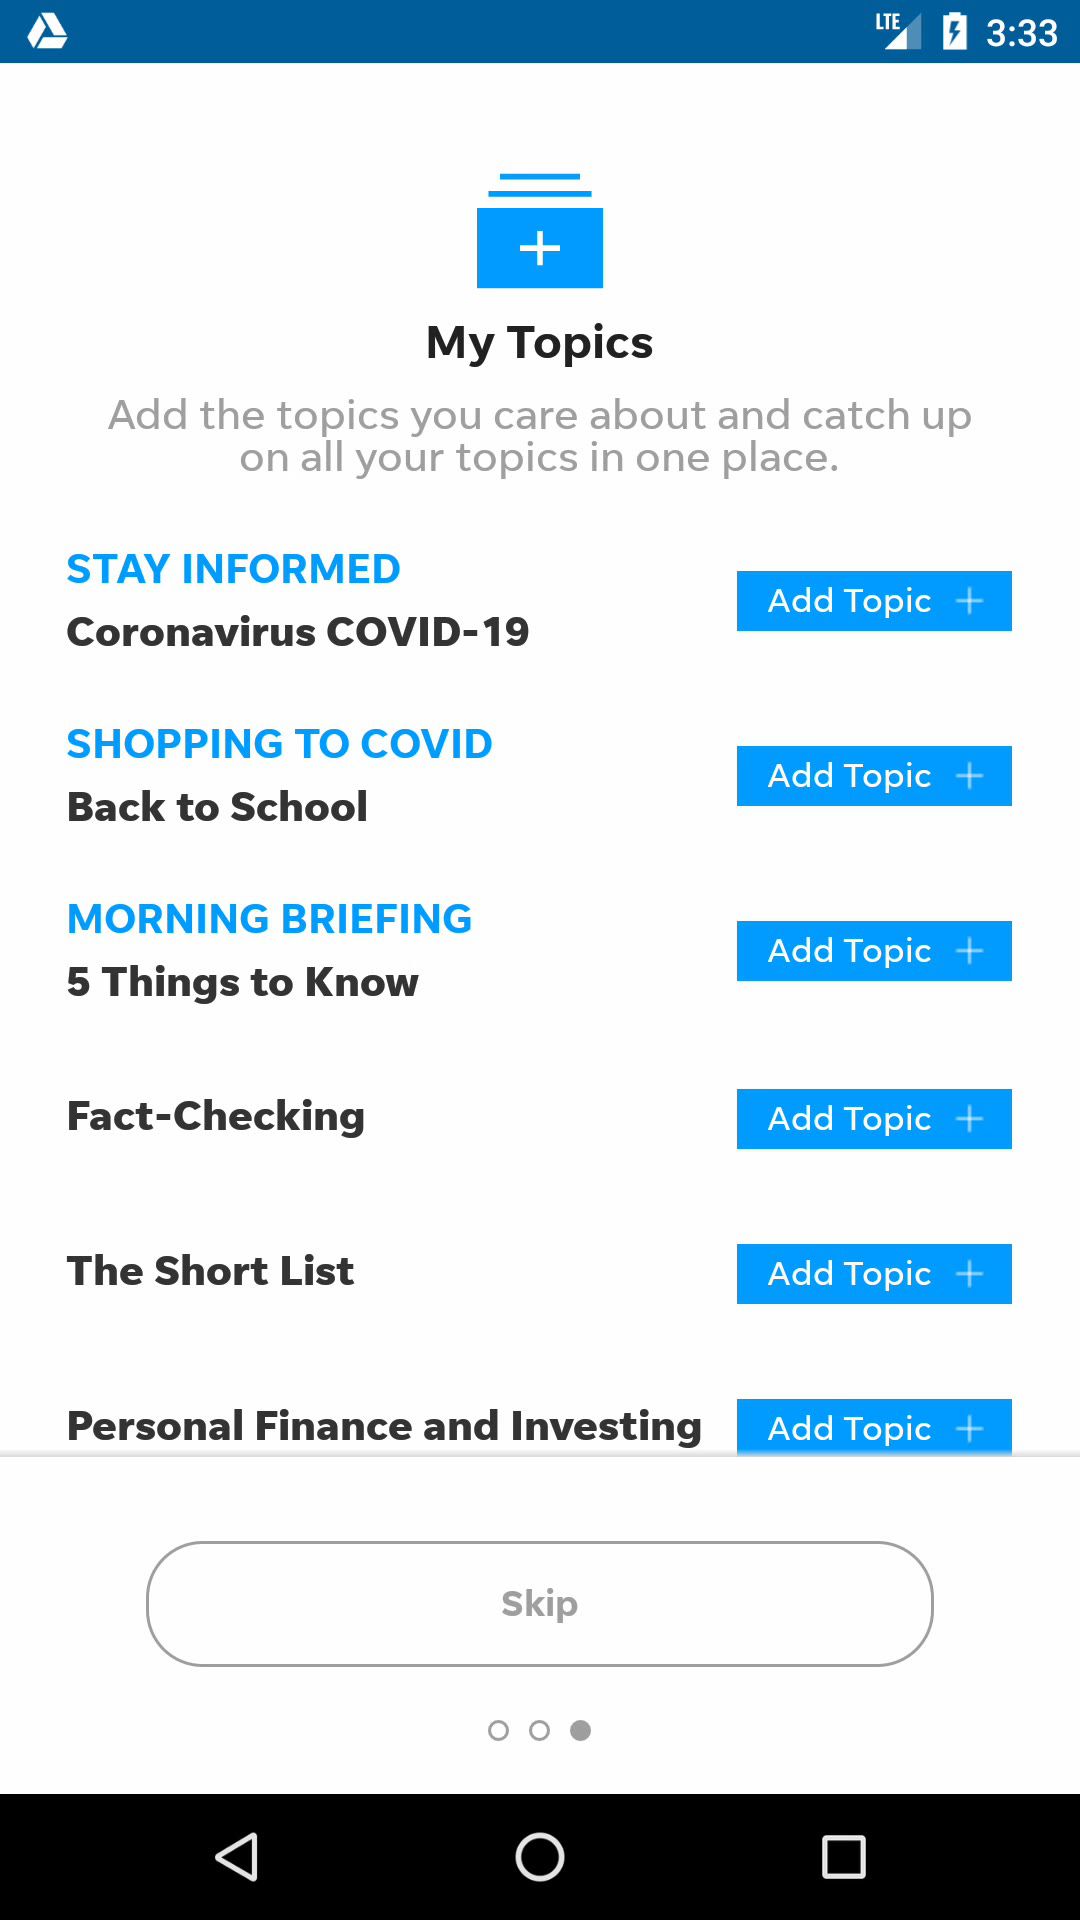 LTE 3:33
My Topics
Add the topics you care about and catch up
on all your topics in one place.
STAY INFORMED
Coronavirus COVID-19
Add Topic
SHOPPING TO COVID
Back to School
Add Topic
MORNING BRIEFING
5 Things to Know
Add Topic
Fact-Checking
Add Topic
The Short List
Add Topic
Personal Finance and Investing
Add Topic
Skip